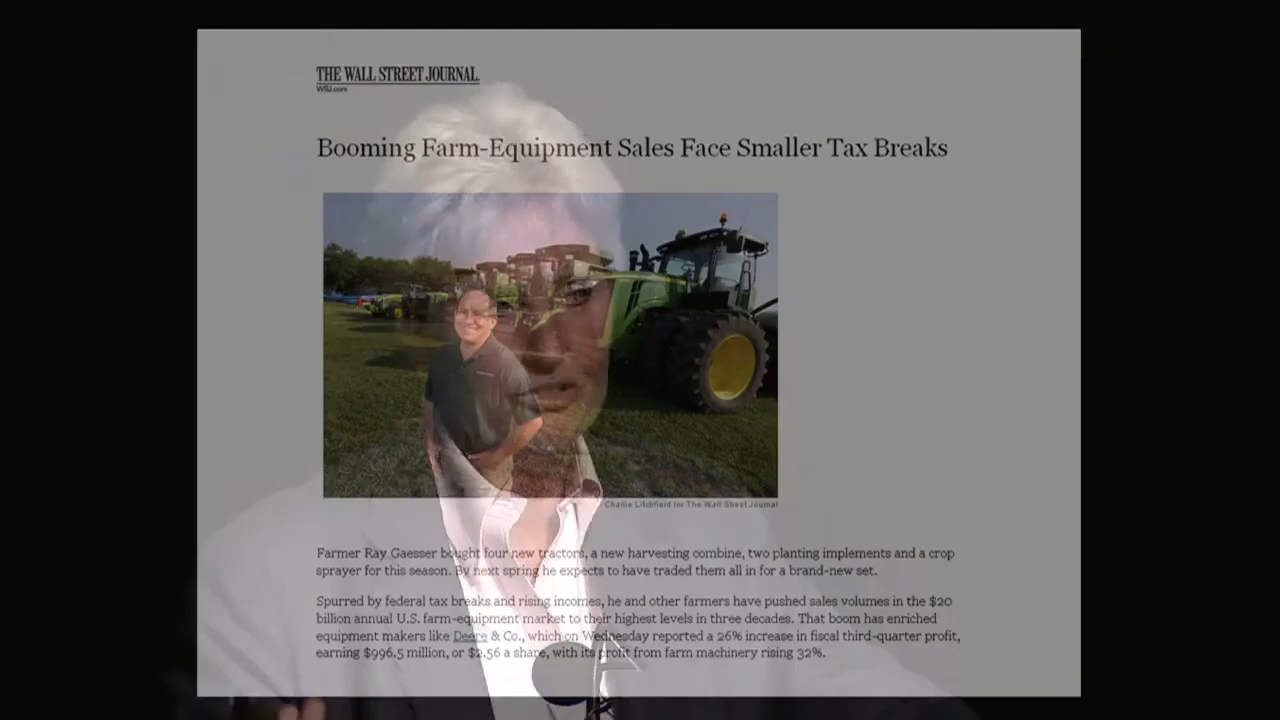 THE WALL STREET JOURNAL.
WSJ.com
Booming Farm-Equipment Sales Face Smaller Tax Breaks
Charlie Litchfield for The Wall Street Journal
Farmer Ray Gaesser bought four new tractors, a new harvesting combine, two planting implements and a crop
sprayer for this season. By next spring he expects to have traded them all in for a brand-new set.
Spurred by federal tax breaks and rising incomes, he and other farmers have pushed sales volumes in the $20
billion annual U.S. farm-equipment market to their highest levels in three decades. That boom has enriched
equipment makers like Deere & Co., which on Wednesday reported a 26% increase in fiscal third-quarter profit,
earning $996.5 million, or $2.56 a share, with its profit from farm machinery rising 32%.